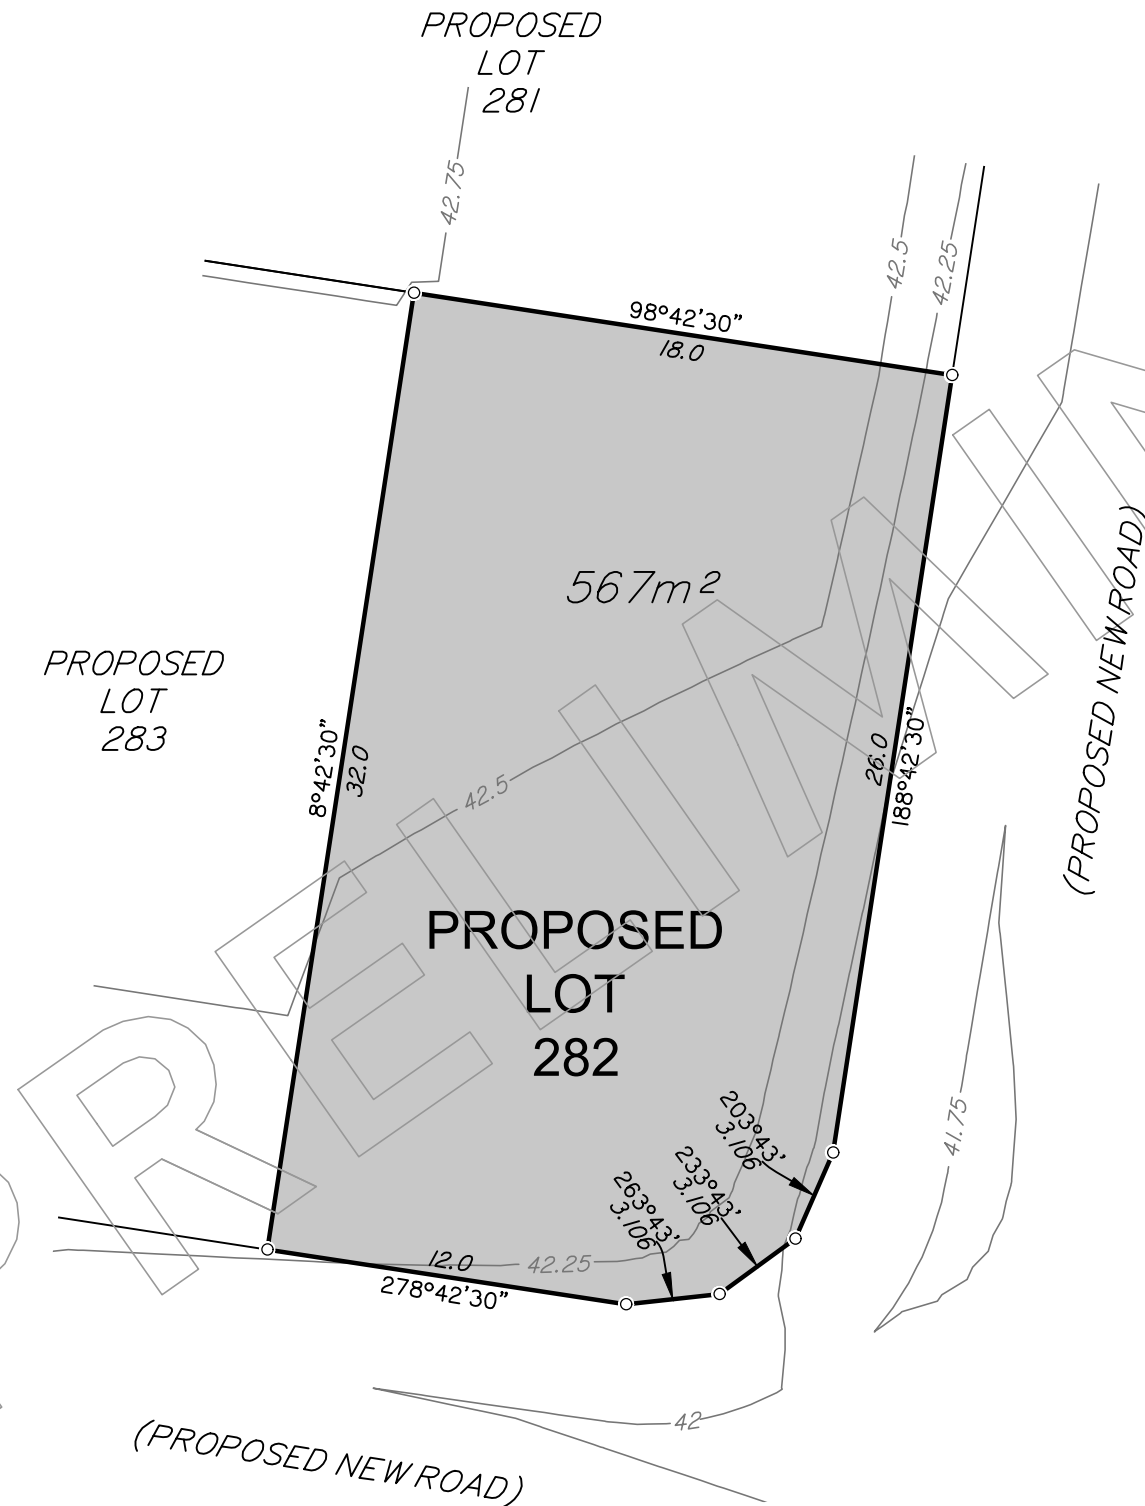 PROPOSED
LOT
281
42.75
42.5
42.25
98°42'30"
18.0
567m²
PROPOSED
LOT
283
8°42'30"
32.0
26.0
188°42'30"
(PROPOSED NEW ROAD)
42.5
PROPOSED
LOT
282
203°43'
3.106
233°43'
3.106
263°43'
3.106
41.75
12.0
278°42'30"
42.25
42
(PROPOSED NEW ROAD)
PRELIMIN